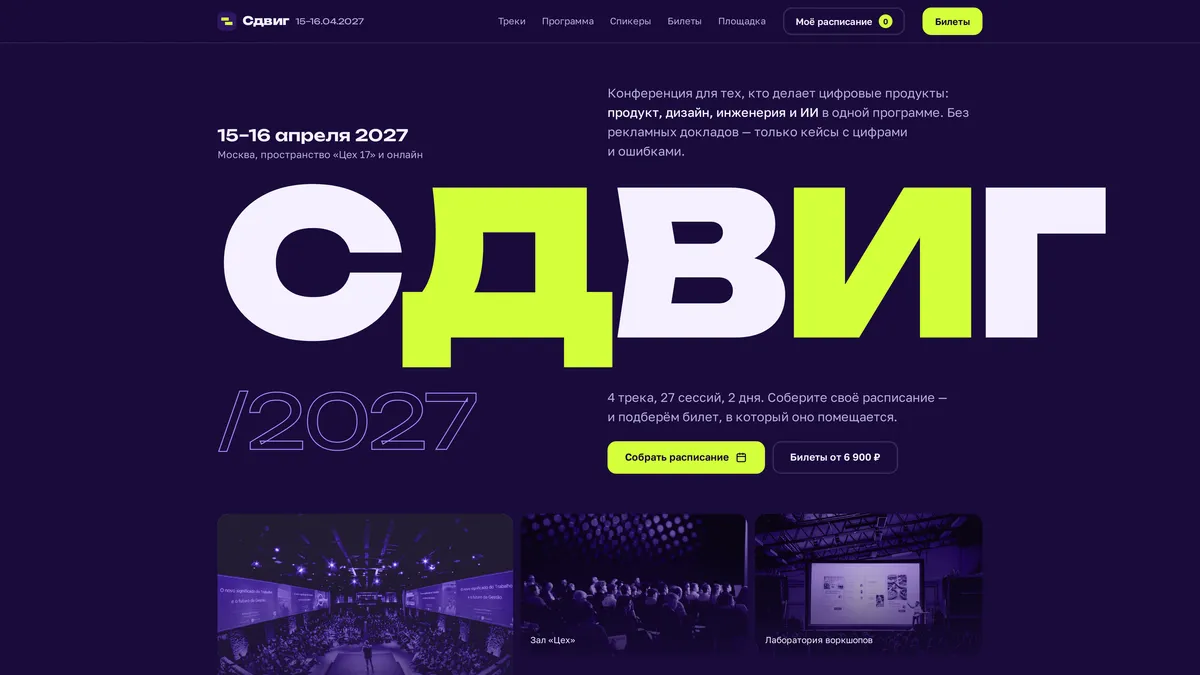 Сдвиг 15–16.04.2027
Треки Программа Спикеры Билеты Площадка Моё расписание 0 Билеты
Конференция для тех, кто делает цифровые продукты:
продукт, дизайн, инженерия и ИИ в одной программе. Без
рекламных докладов — только кейсы с цифрами
и ошибками.
15–16 апреля 2027
Москва, пространство «Цех 17» и онлайн
СДВИГ
/2027
4 трека, 27 сессий, 2 дня. Соберите своё расписание —
и подберём билет, в который оно помещается.
Собрать расписание Билеты от 6 900 ₽
Зал «Цех»
Лаборатория воркшопов